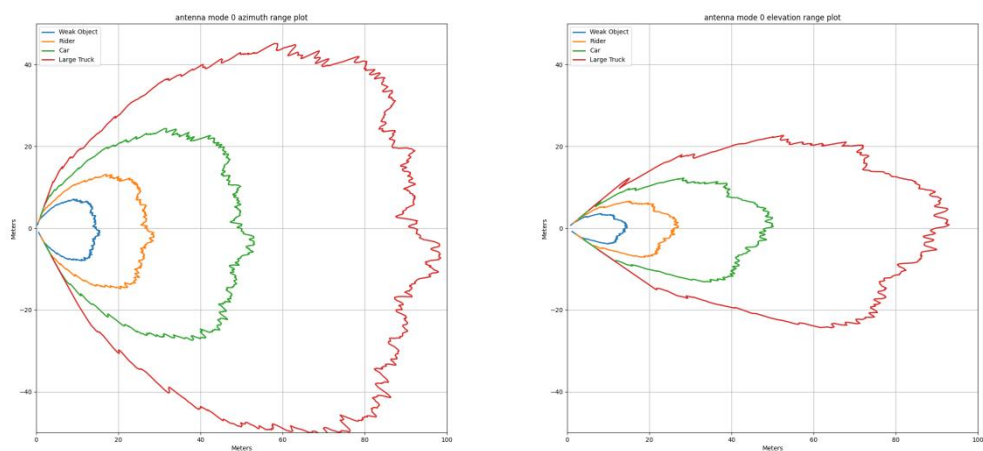 antenna mode 0 azimuth range plot
Weak Object
Rider
Car
Large Truck
40
20
0
−20
−40
Meters
0
20
40
60
80
100
Meters
antenna mode 0 elevation range plot
Weak Object
Rider
Car
Large Truck
40
20
0
−20
−40
Meters
0
20
40
60
80
100
Meters